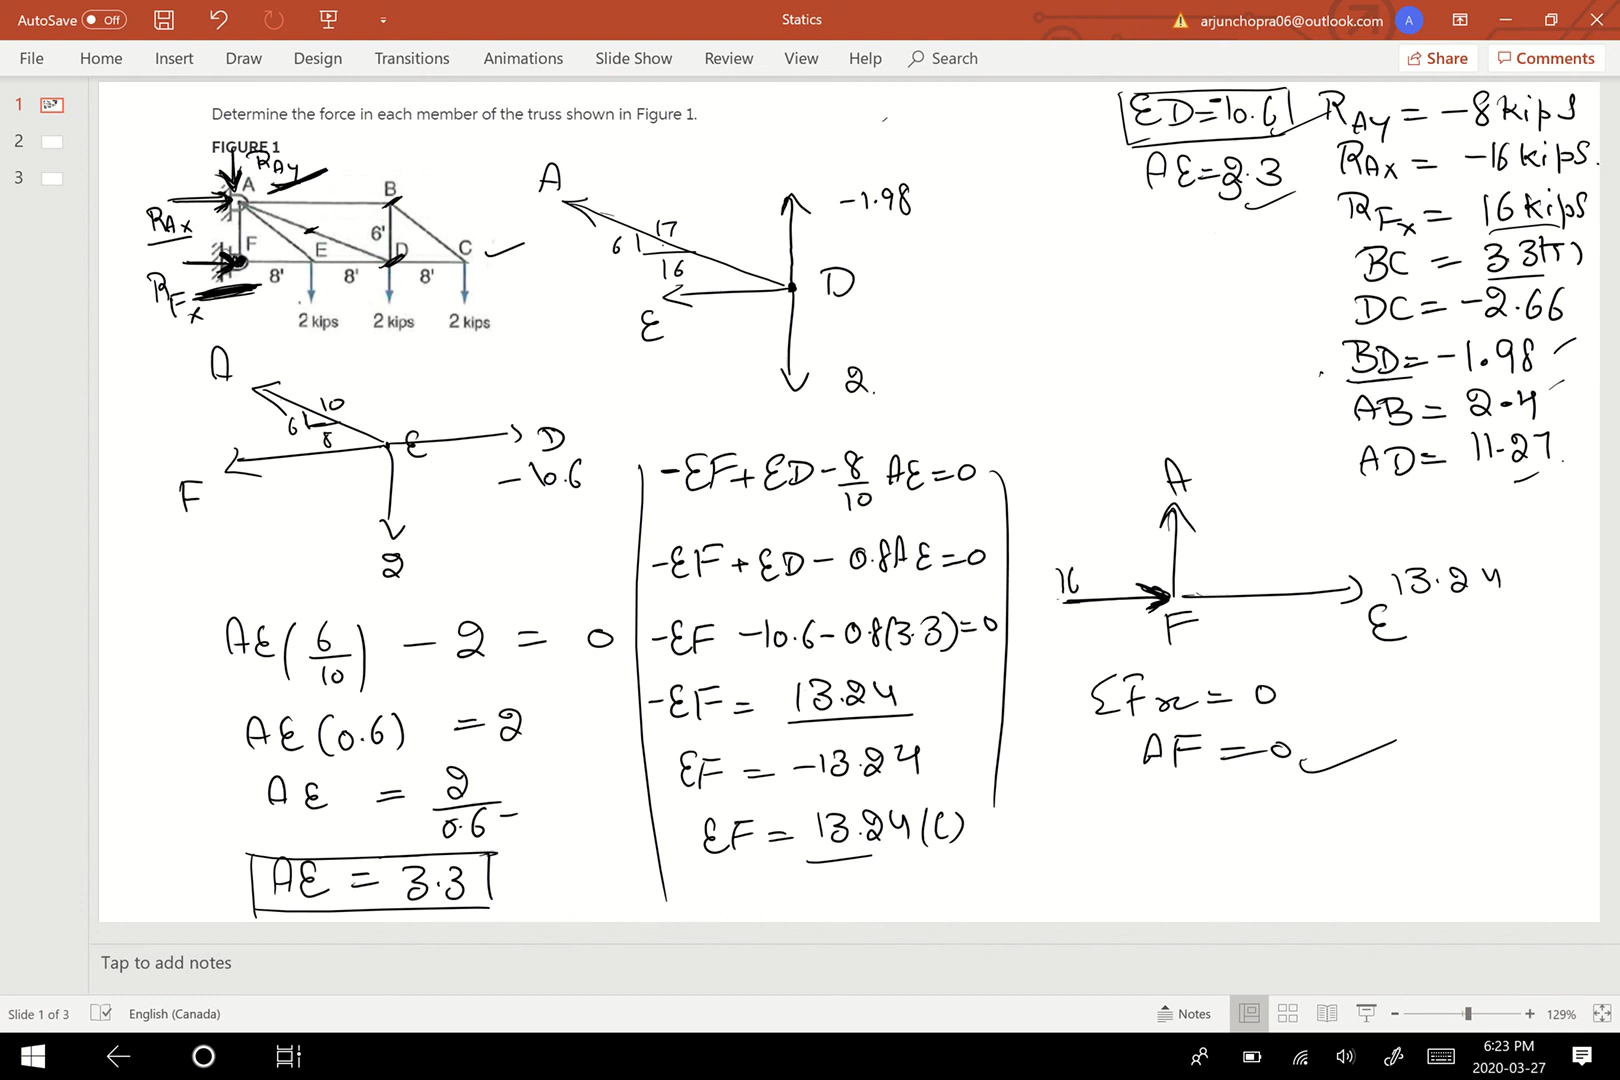 AutoSave Off
Statics
arjunchopra06@outlook.com
A
File Home Insert Draw Design Transitions Animations Slide Show Review View Help Search
Share
Comments
1
2
3
Determine the force in each member of the truss shown in Figure 1.
FIGURE 1
RAy
A
B
RAx
F
E
6'
D
C
8'
8'
8'
RFx
2 kips
2 kips
2 kips
A
17
6
16
E
D
-1.98
2.
ED=-10.6
AE=3.3
RAy = -8 kips
RAx = -16 kips.
RFx = 16 kips
BC = 3.3(T)
DC = -2.66
BD = -1.98
AB = 2.4
AD = 11.27
A
10
6
8
E
D
-10.6
F
2
AE(6/10) - 2 = 0
AE(0.6) = 2
AE = 2/0.6
AE = 3.3
-EF+ED-8/10 AE=0
-EF+ED-0.8AE=0
-EF-10.6-0.8(3.3)=0
-EF = 13.24
EF = -13.24
EF = 13.24(C)
A
16
F
13.24
E
ΣFx = 0
AF = 0
Tap to add notes
Slide 1 of 3
English (Canada)
Notes
129%
6:23 PM
2020-03-27